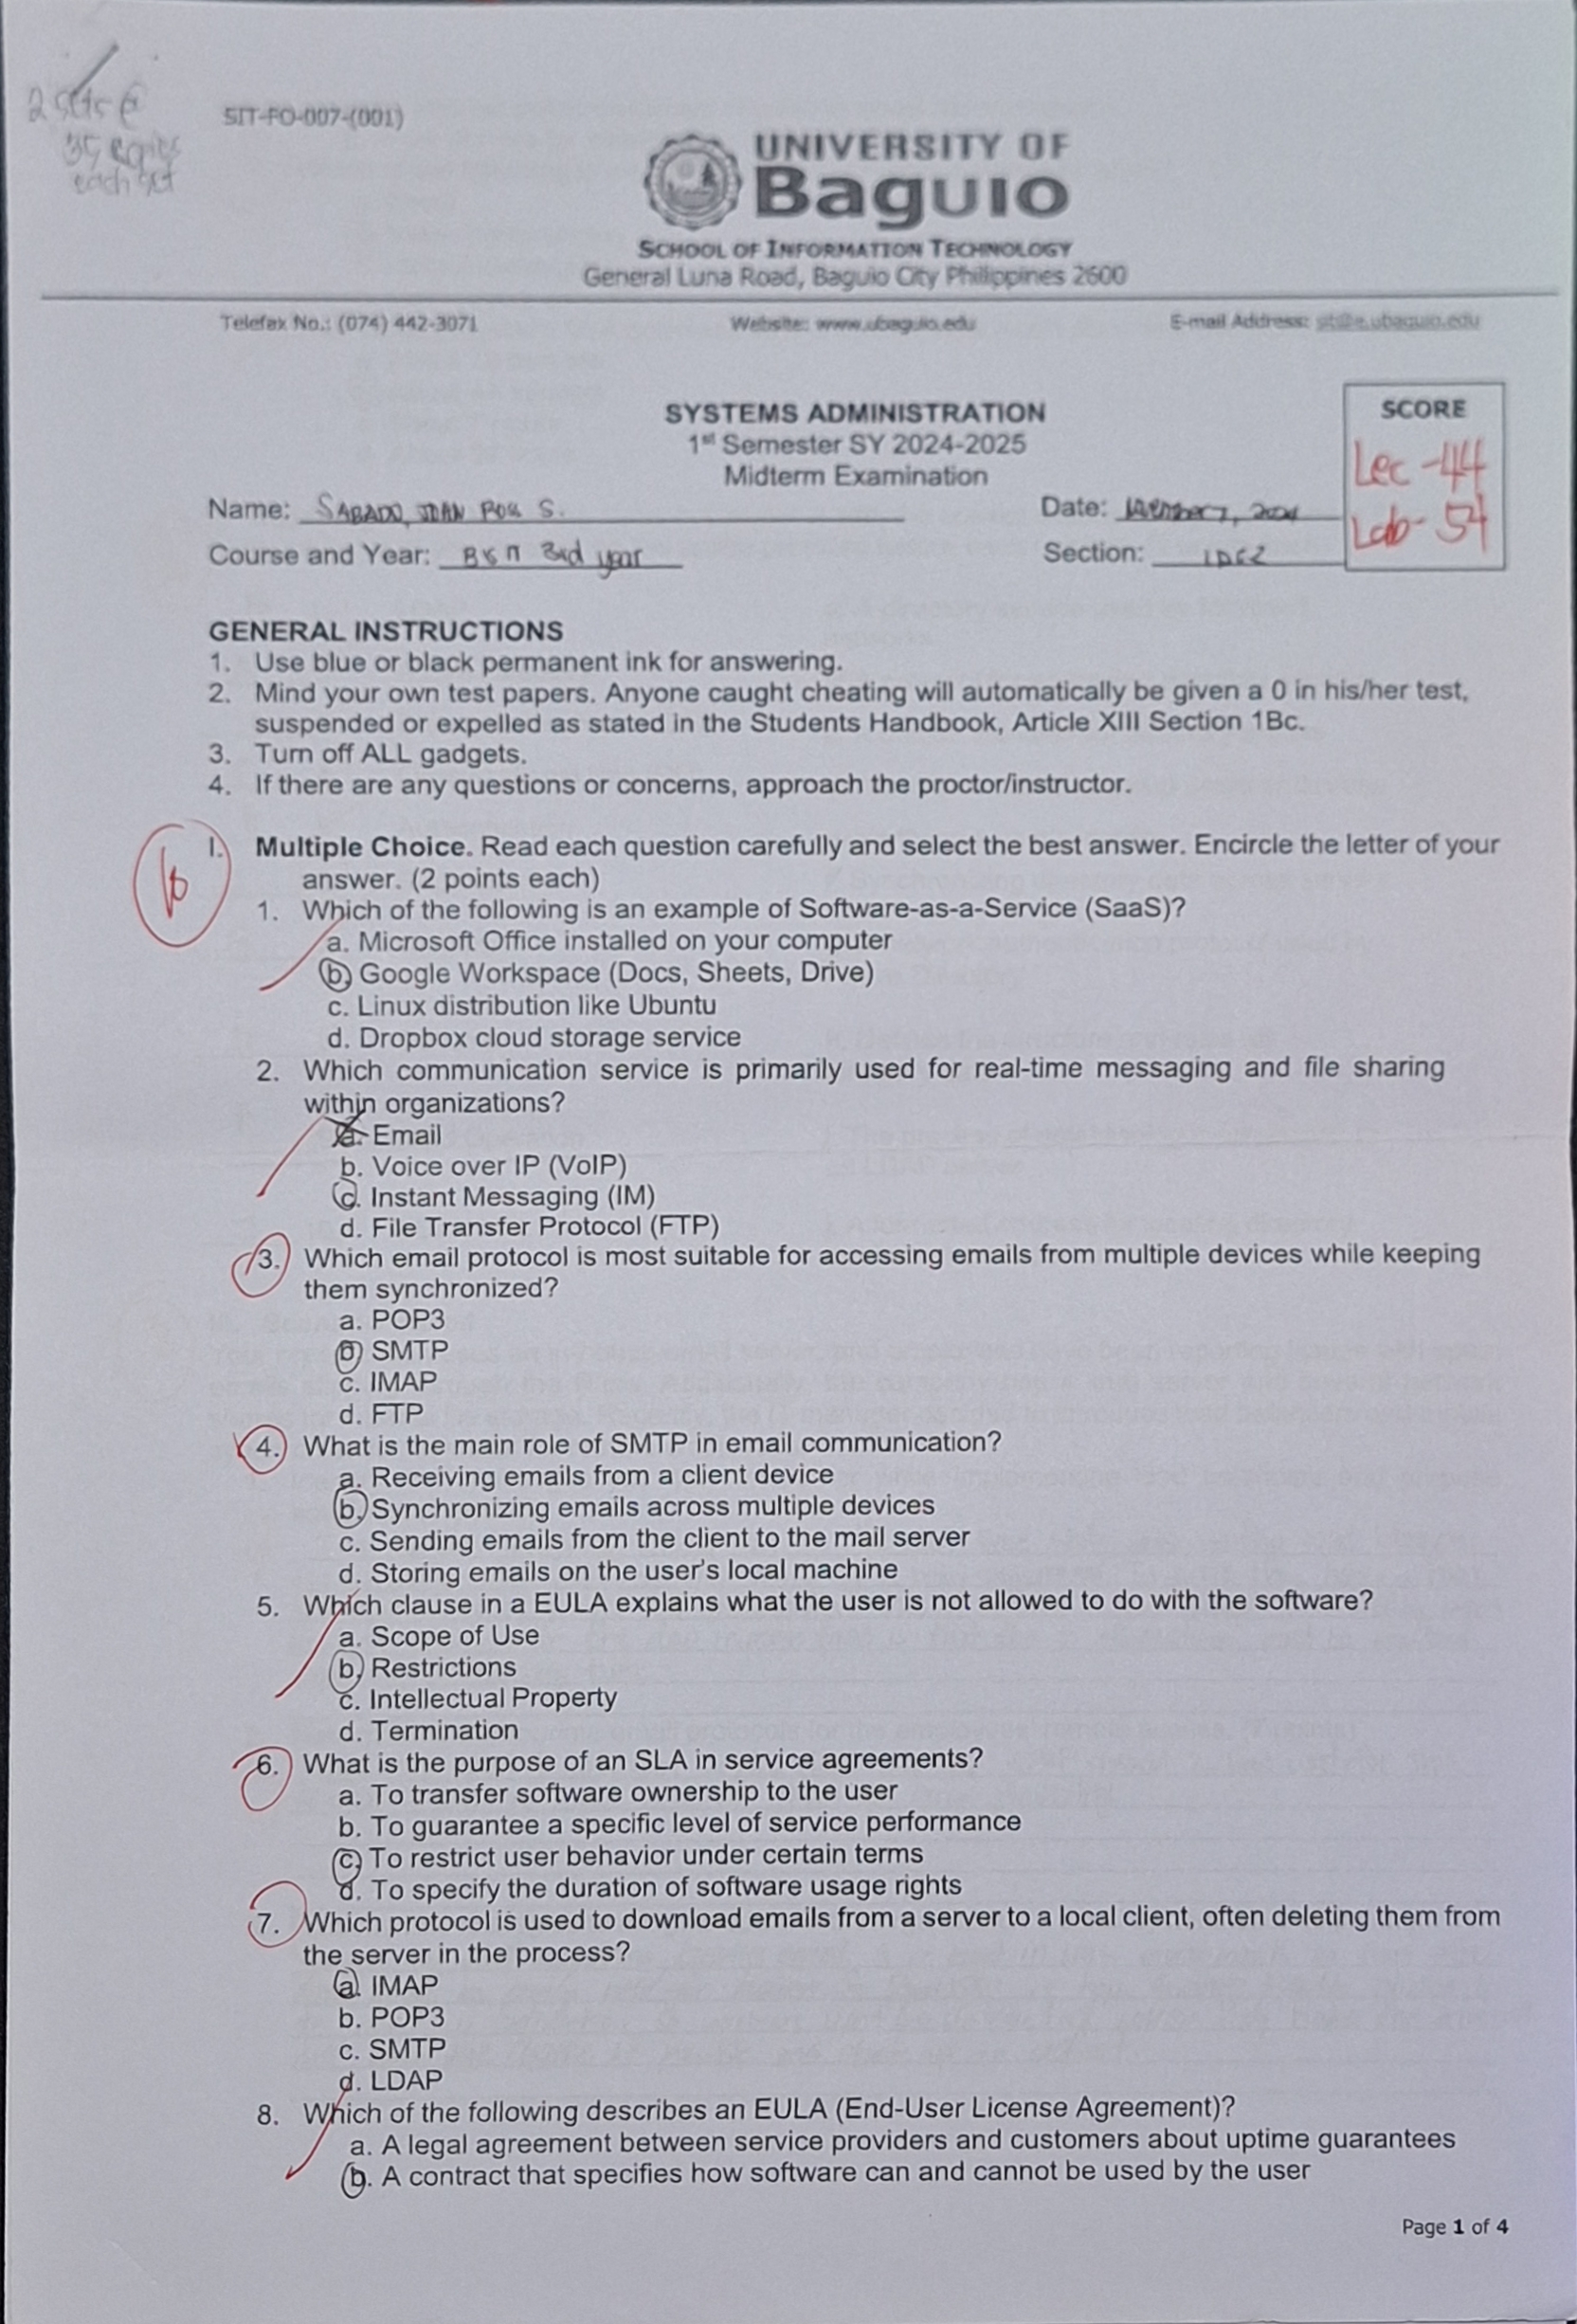 2 sets @
35 copies
each set
SIT-FO-007-(001)
UNIVERSITY OF
Baguio
SCHOOL OF INFORMATION TECHNOLOGY
General Luna Road, Baguio City Philippines 2600
Telefax No.: (074) 442-3071 Website: www.ubaguio.edu E-mail Address: sit@e.ubaguio.edu
SYSTEMS ADMINISTRATION
1st Semester SY 2024-2025
Midterm Examination
SCORE
Lec - 44
Lab - 54
Name: SABADO, S. Date: 2024
Course and Year: BSIT 3rd year Section:
GENERAL INSTRUCTIONS
1. Use blue or black permanent ink for answering.
2. Mind your own test papers. Anyone caught cheating will automatically be given a 0 in his/her test,
suspended or expelled as stated in the Students Handbook, Article XIII Section 1Bc.
3. Turn off ALL gadgets.
4. If there are any questions or concerns, approach the proctor/instructor.
I. Multiple Choice. Read each question carefully and select the best answer. Encircle the letter of your
answer. (2 points each)
1. Which of the following is an example of Software-as-a-Service (SaaS)?
a. Microsoft Office installed on your computer
b. Google Workspace (Docs, Sheets, Drive)
c. Linux distribution like Ubuntu
d. Dropbox cloud storage service
2. Which communication service is primarily used for real-time messaging and file sharing
within organizations?
a. Email
b. Voice over IP (VoIP)
c. Instant Messaging (IM)
d. File Transfer Protocol (FTP)
3. Which email protocol is most suitable for accessing emails from multiple devices while keeping
them synchronized?
a. POP3
b. SMTP
c. IMAP
d. FTP
4. What is the main role of SMTP in email communication?
a. Receiving emails from a client device
b. Synchronizing emails across multiple devices
c. Sending emails from the client to the mail server
d. Storing emails on the user's local machine
5. Which clause in a EULA explains what the user is not allowed to do with the software?
a. Scope of Use
b. Restrictions
c. Intellectual Property
d. Termination
6. What is the purpose of an SLA in service agreements?
a. To transfer software ownership to the user
b. To guarantee a specific level of service performance
c. To restrict user behavior under certain terms
d. To specify the duration of software usage rights
7. Which protocol is used to download emails from a server to a local client, often deleting them from
the server in the process?
a. IMAP
b. POP3
c. SMTP
d. LDAP
8. Which of the following describes an EULA (End-User License Agreement)?
a. A legal agreement between service providers and customers about uptime guarantees
b. A contract that specifies how software can and cannot be used by the user
Page 1 of 4